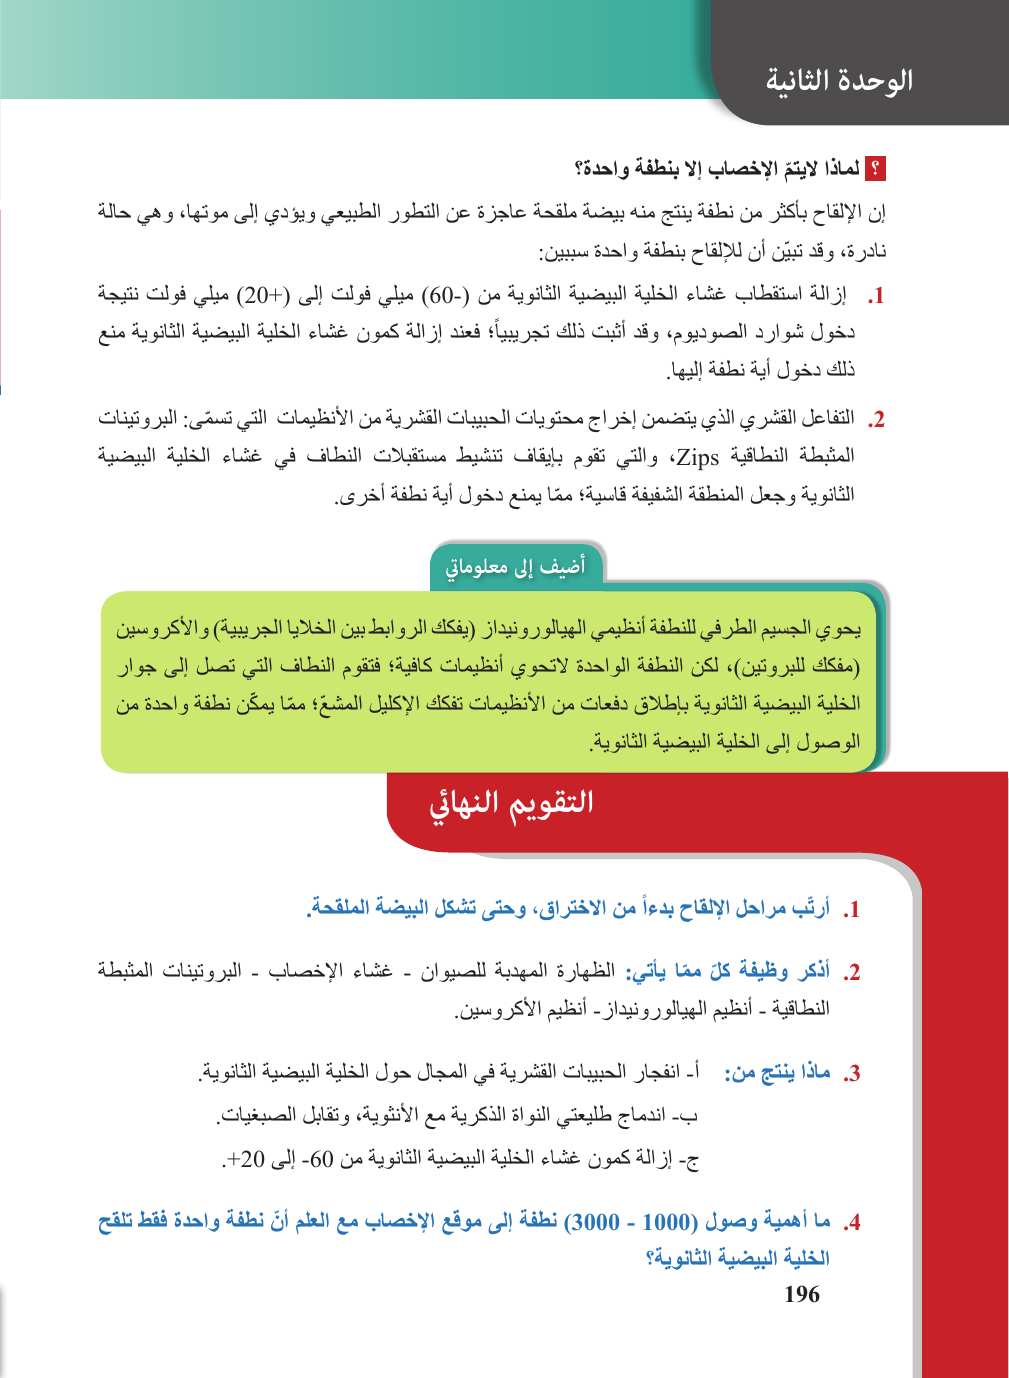 الوحدة الثانية
؟ لماذا لايتمّ الإخصاب إلا بنطفة واحدة؟
إن الإلقاح بأكثر من نطفة ينتج منه بيضة ملقحة عاجزة عن التطور الطبيعي ويؤدي إلى موتها، وهي حالة
نادرة، وقد تبيّن أن للإلقاح بنطفة واحدة سببين:
1. إزالة استقطاب غشاء الخلية البيضية الثانوية من (-60) ميلي فولت إلى (+20) ميلي فولت نتيجة
دخول شوارد الصوديوم، وقد أثبت ذلك تجريبياً؛ فعند إزالة كمون غشاء الخلية البيضية الثانوية منع
ذلك دخول أية نطفة إليها.
2. التفاعل القشري الذي يتضمن إخراج محتويات الحبيبات القشرية من الأنظيمات التي تسمّى: البروتينات
المثبطة النطاقية Zips، والتي تقوم بإيقاف تنشيط مستقبلات النطاف في غشاء الخلية البيضية
الثانوية وجعل المنطقة الشفيفة قاسية؛ ممّا يمنع دخول أية نطفة أخرى.
أضيف إلى معلوماتي
يحوي الجسيم الطرفي للنطفة أنظيمي الهيالورونيداز (يفكك الروابط بين الخلايا الجريبية) والأكروسين
(مفكك للبروتين)، لكن النطفة الواحدة لاتحوي أنظيمات كافية؛ فتقوم النطاف التي تصل إلى جوار
الخلية البيضية الثانوية بإطلاق دفعات من الأنظيمات تفكك الإكليل المشعّ؛ ممّا يمكّن نطفة واحدة من
الوصول إلى الخلية البيضية الثانوية.
التقويم النهائي
1. أرتّب مراحل الإلقاح بدءاً من الاختراق، وحتى تشكل البيضة الملقحة.
2. أذكر وظيفة كلّ ممّا يأتي: الظهارة المهدبة للصيوان - غشاء الإخصاب - البروتينات المثبطة
النطاقية - أنظيم الهيالورونيداز- أنظيم الأكروسين.
3. ماذا ينتج من: أ- انفجار الحبيبات القشرية في المجال حول الخلية البيضية الثانوية.
ب- اندماج طليعتي النواة الذكرية مع الأنثوية، وتقابل الصبغيات.
ج- إزالة كمون غشاء الخلية البيضية الثانوية من 60- إلى 20+.
4. ما أهمية وصول (1000 - 3000) نطفة إلى موقع الإخصاب مع العلم أنّ نطفة واحدة فقط تلقح
الخلية البيضية الثانوية؟
196